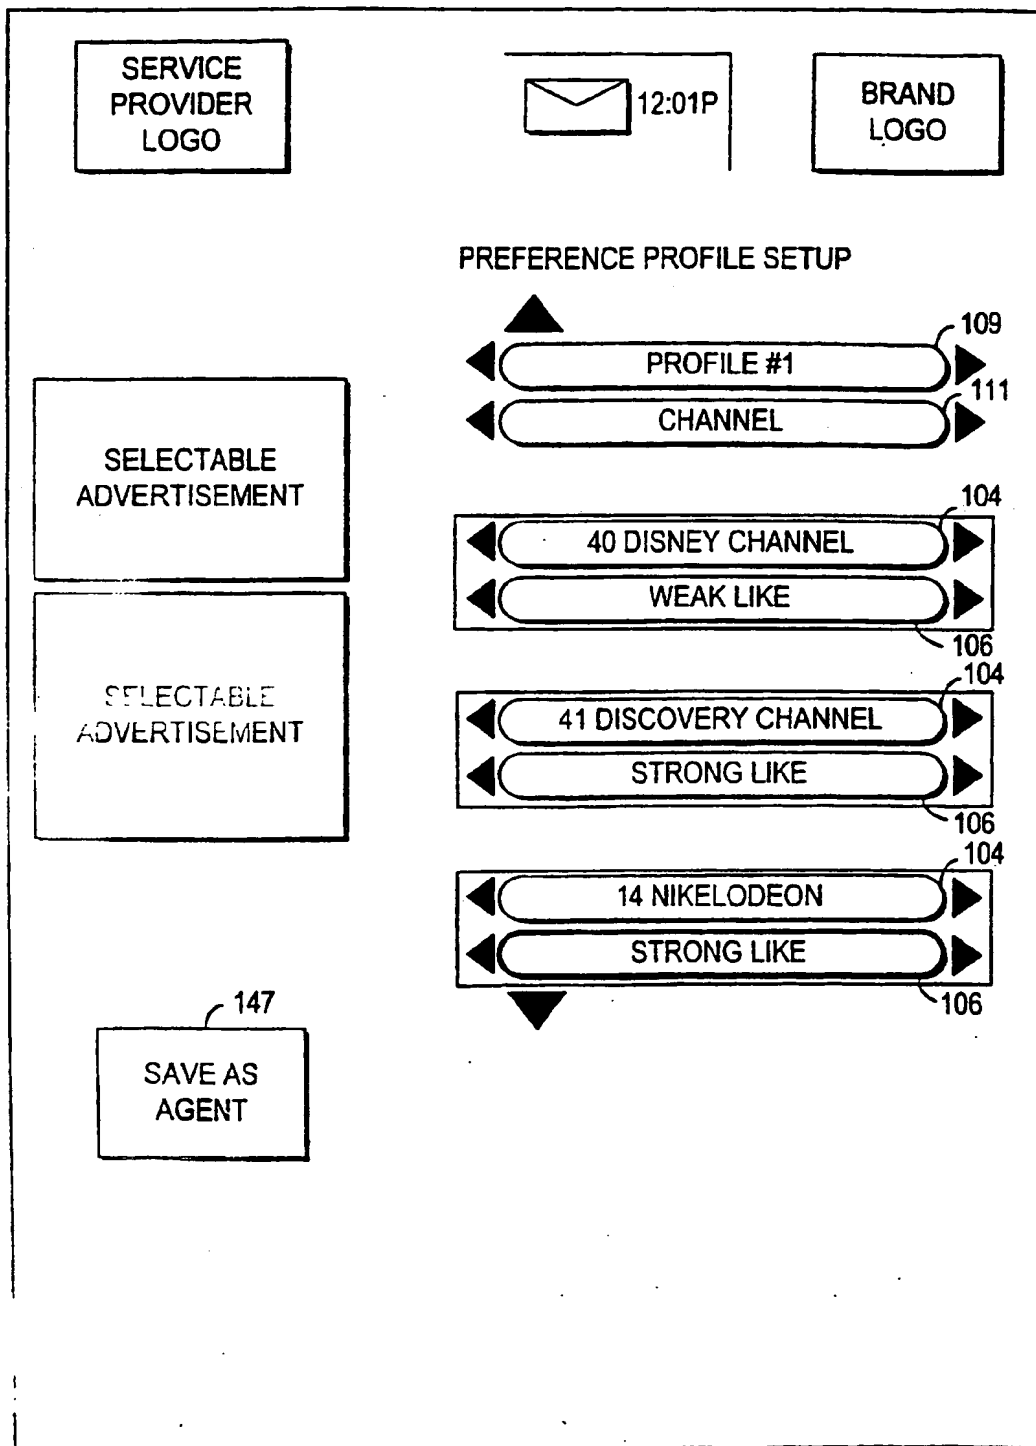 SERVICE
PROVIDER
LOGO
12:01P
BRAND
LOGO
PREFERENCE PROFILE SETUP
109
PROFILE #1
111
CHANNEL
SELECTABLE
ADVERTISEMENT
104
40 DISNEY CHANNEL
WEAK LIKE
106
SELECTABLE
ADVERTISEMENT
104
41 DISCOVERY CHANNEL
STRONG LIKE
106
104
14 NIKELODEON
STRONG LIKE
106
147
SAVE AS
AGENT